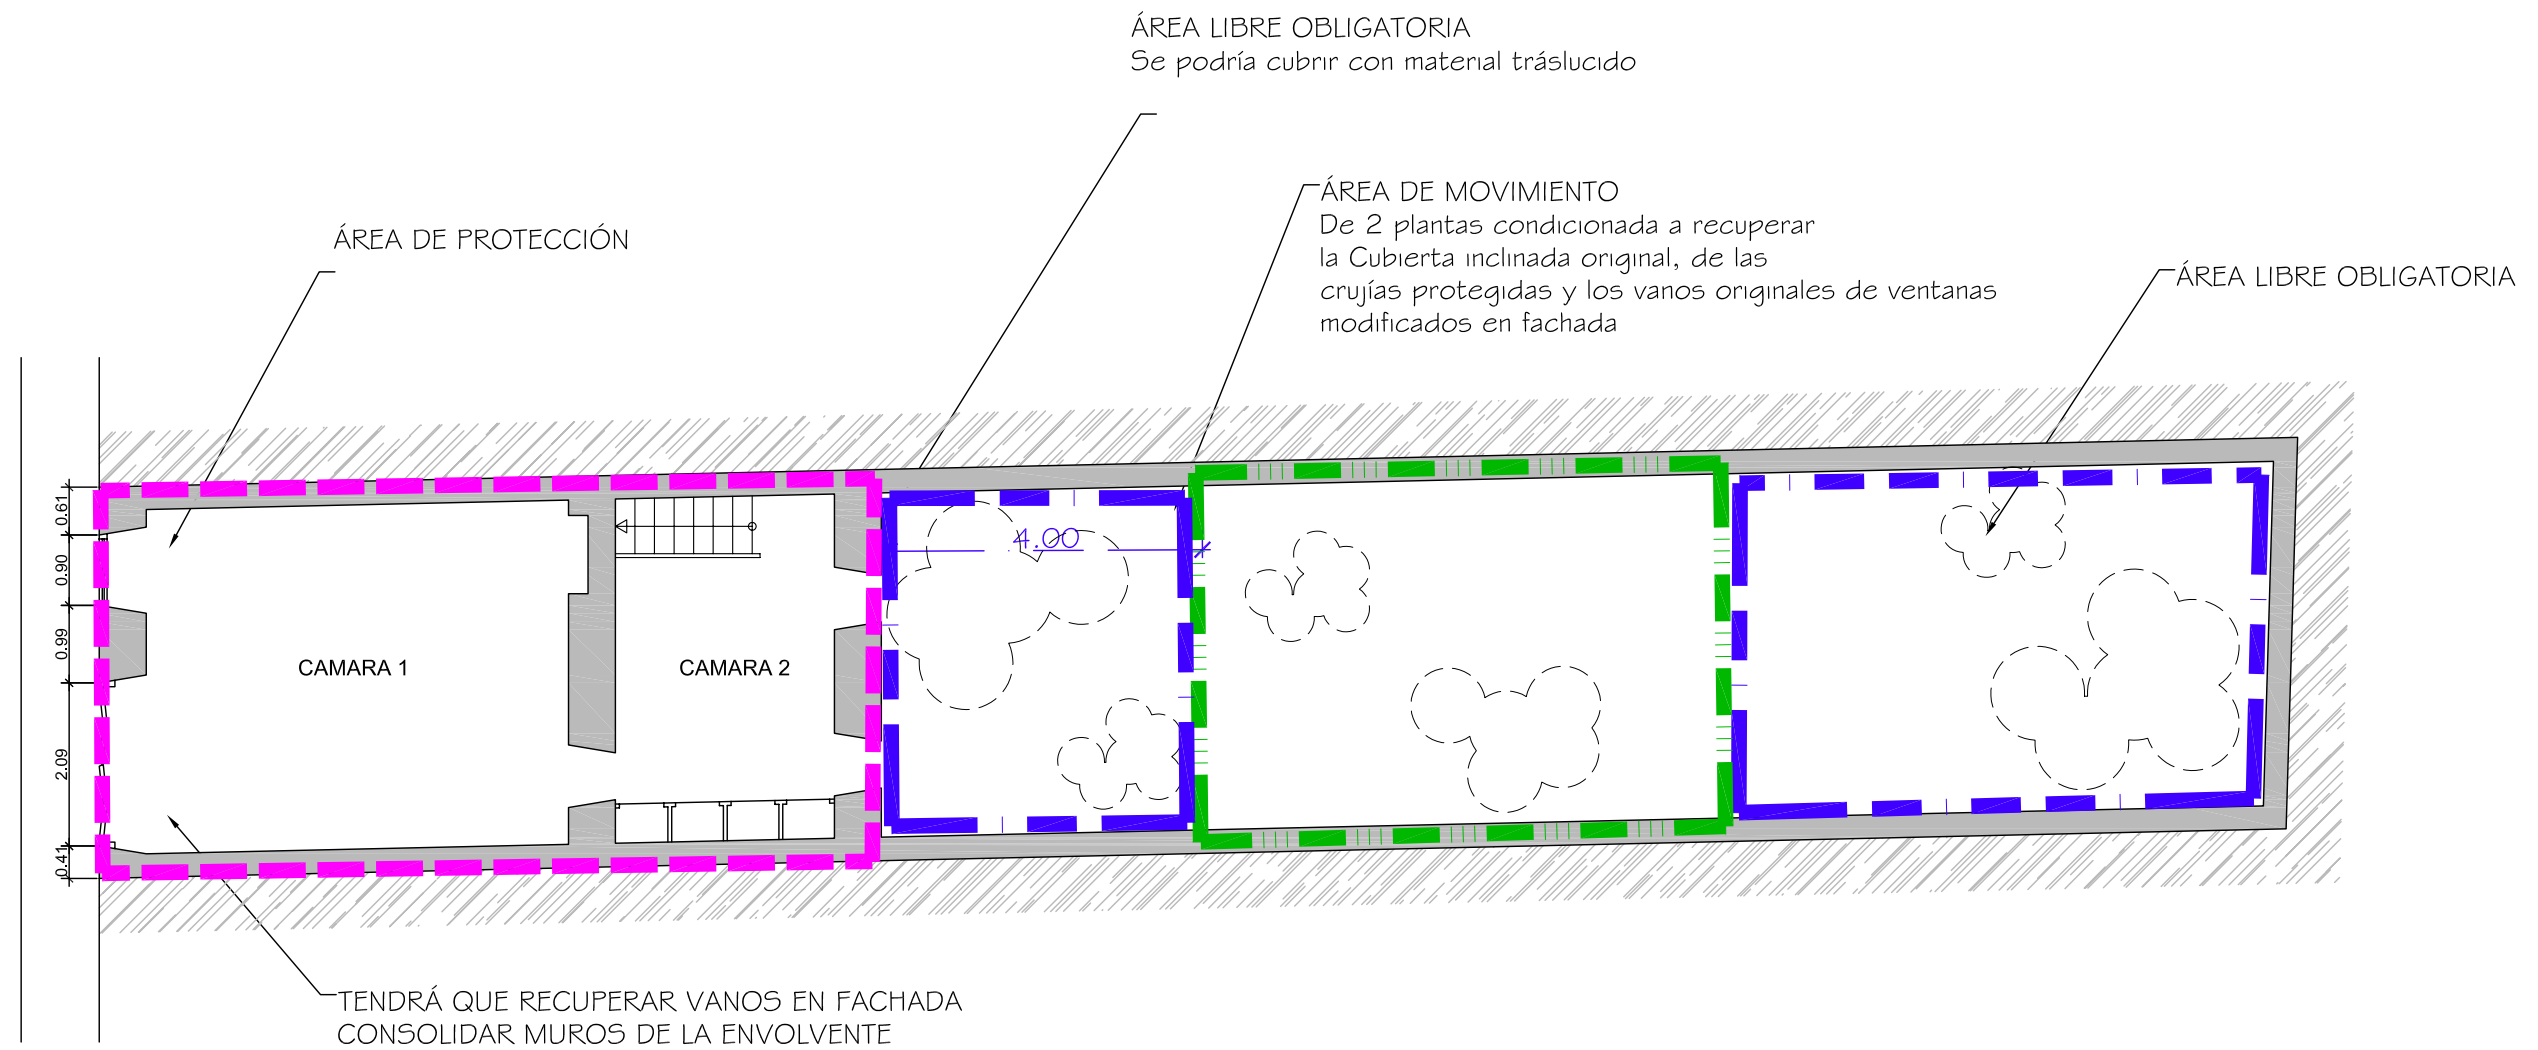 ÁREA LIBRE OBLIGATORIA
Se podría cubrir con material tráslucido
ÁREA DE MOVIMIENTO
De 2 plantas condicionada a recuperar
la Cubierta inclinada original, de las
crujías protegidas y los vanos originales de ventanas
modificados en fachada
ÁREA DE PROTECCIÓN
ÁREA LIBRE OBLIGATORIA
0.61
0.90
0.99
2.09
0.41
4.00
CAMARA 1
CAMARA 2
TENDRÁ QUE RECUPERAR VANOS EN FACHADA
CONSOLIDAR MUROS DE LA ENVOLVENTE